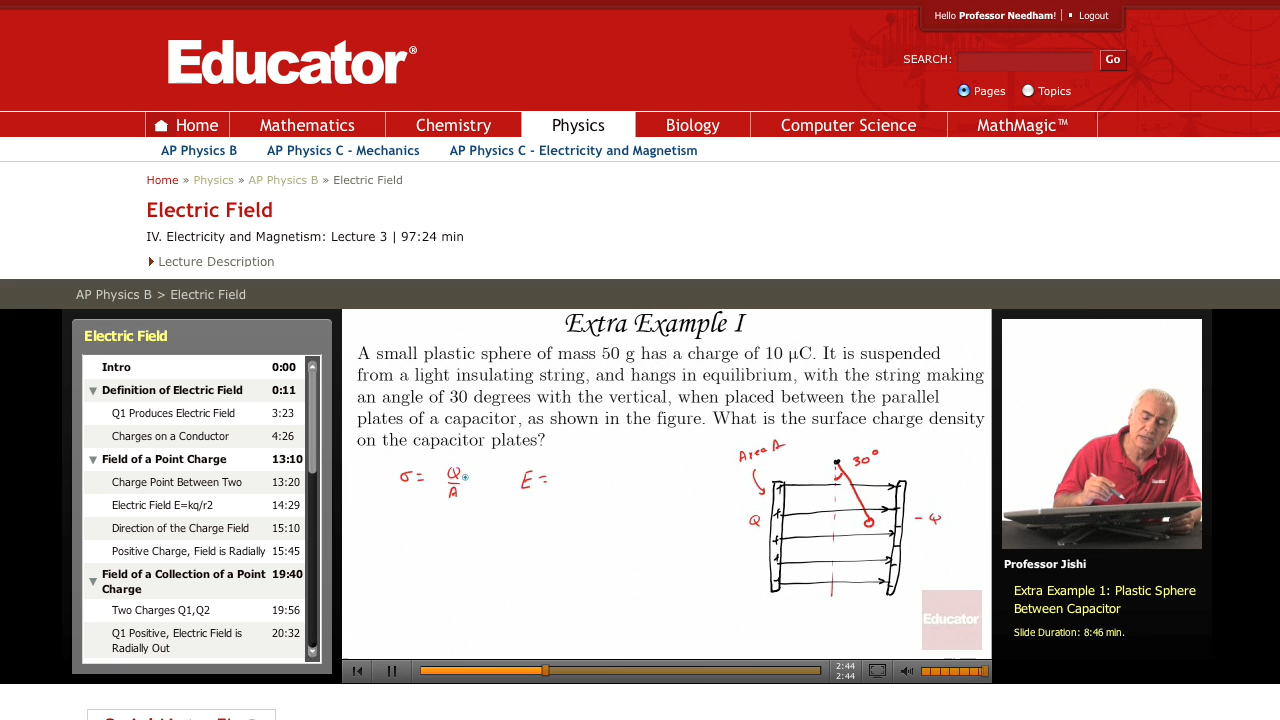 Hello Professor Needham! Logout
Educator®
SEARCH: Go
Pages Topics
Home Mathematics Chemistry Physics Biology Computer Science MathMagic™
AP Physics B AP Physics C - Mechanics AP Physics C - Electricity and Magnetism
Home » Physics » AP Physics B » Electric Field
Electric Field
IV. Electricity and Magnetism: Lecture 3 | 97:24 min
Lecture Description
AP Physics B > Electric Field
Electric Field
Intro 0:00
Definition of Electric Field 0:11
Q1 Produces Electric Field 3:23
Charges on a Conductor 4:26
Field of a Point Charge 13:10
Charge Point Between Two 13:20
Electric Field E=kq/r2 14:29
Direction of the Charge Field 15:10
Positive Charge, Field is Radially 15:45
Field of a Collection of a Point 19:40
Charge
Two Charges Q1,Q2 19:56
Q1 Positive, Electric Field is 20:32
Radially Out
Extra Example I
A small plastic sphere of mass 50 g has a charge of 10 μC. It is suspended
from a light insulating string, and hangs in equilibrium, with the string making
an angle of 30 degrees with the vertical, when placed between the parallel
plates of a capacitor, as shown in the figure. What is the surface charge density
on the capacitor plates?
σ = Q/A E =
Area A
30°
Q
- Q
Educator
2:44
2:44
Professor Jishi
Extra Example 1: Plastic Sphere
Between Capacitor
Slide Duration: 8:46 min.